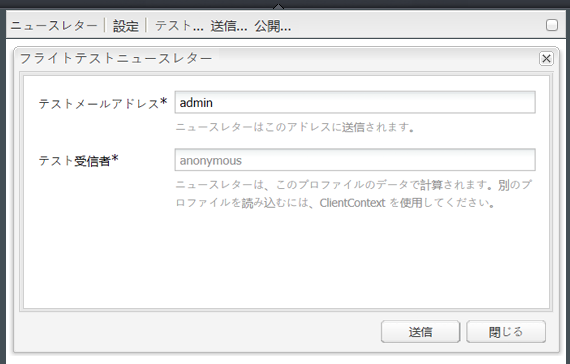 ニュースレター 設定 テスト... 送信... 公開...
フライトテストニュースレター
テストメールアドレス* admin
ニュースレターはこのアドレスに送信されます。
テスト受信者* anonymous
ニュースレターは、このプロファイルのデータで計算されます。別のプ
ロファイルを読み込むには、ClientContext を使用してください。
送信 閉じる